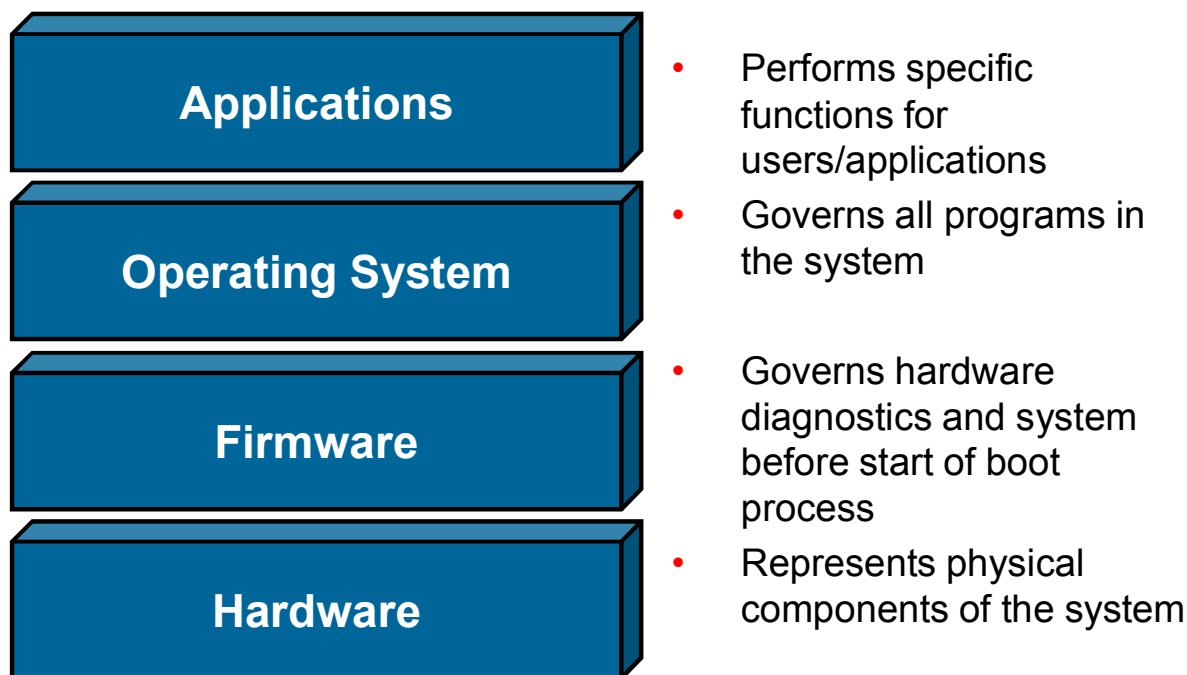 Applications
• Performs specific
functions for
users/applications
Operating System
• Governs all programs in
the system
Firmware
• Governs hardware
diagnostics and system
before start of boot
process
Hardware
• Represents physical
components of the system